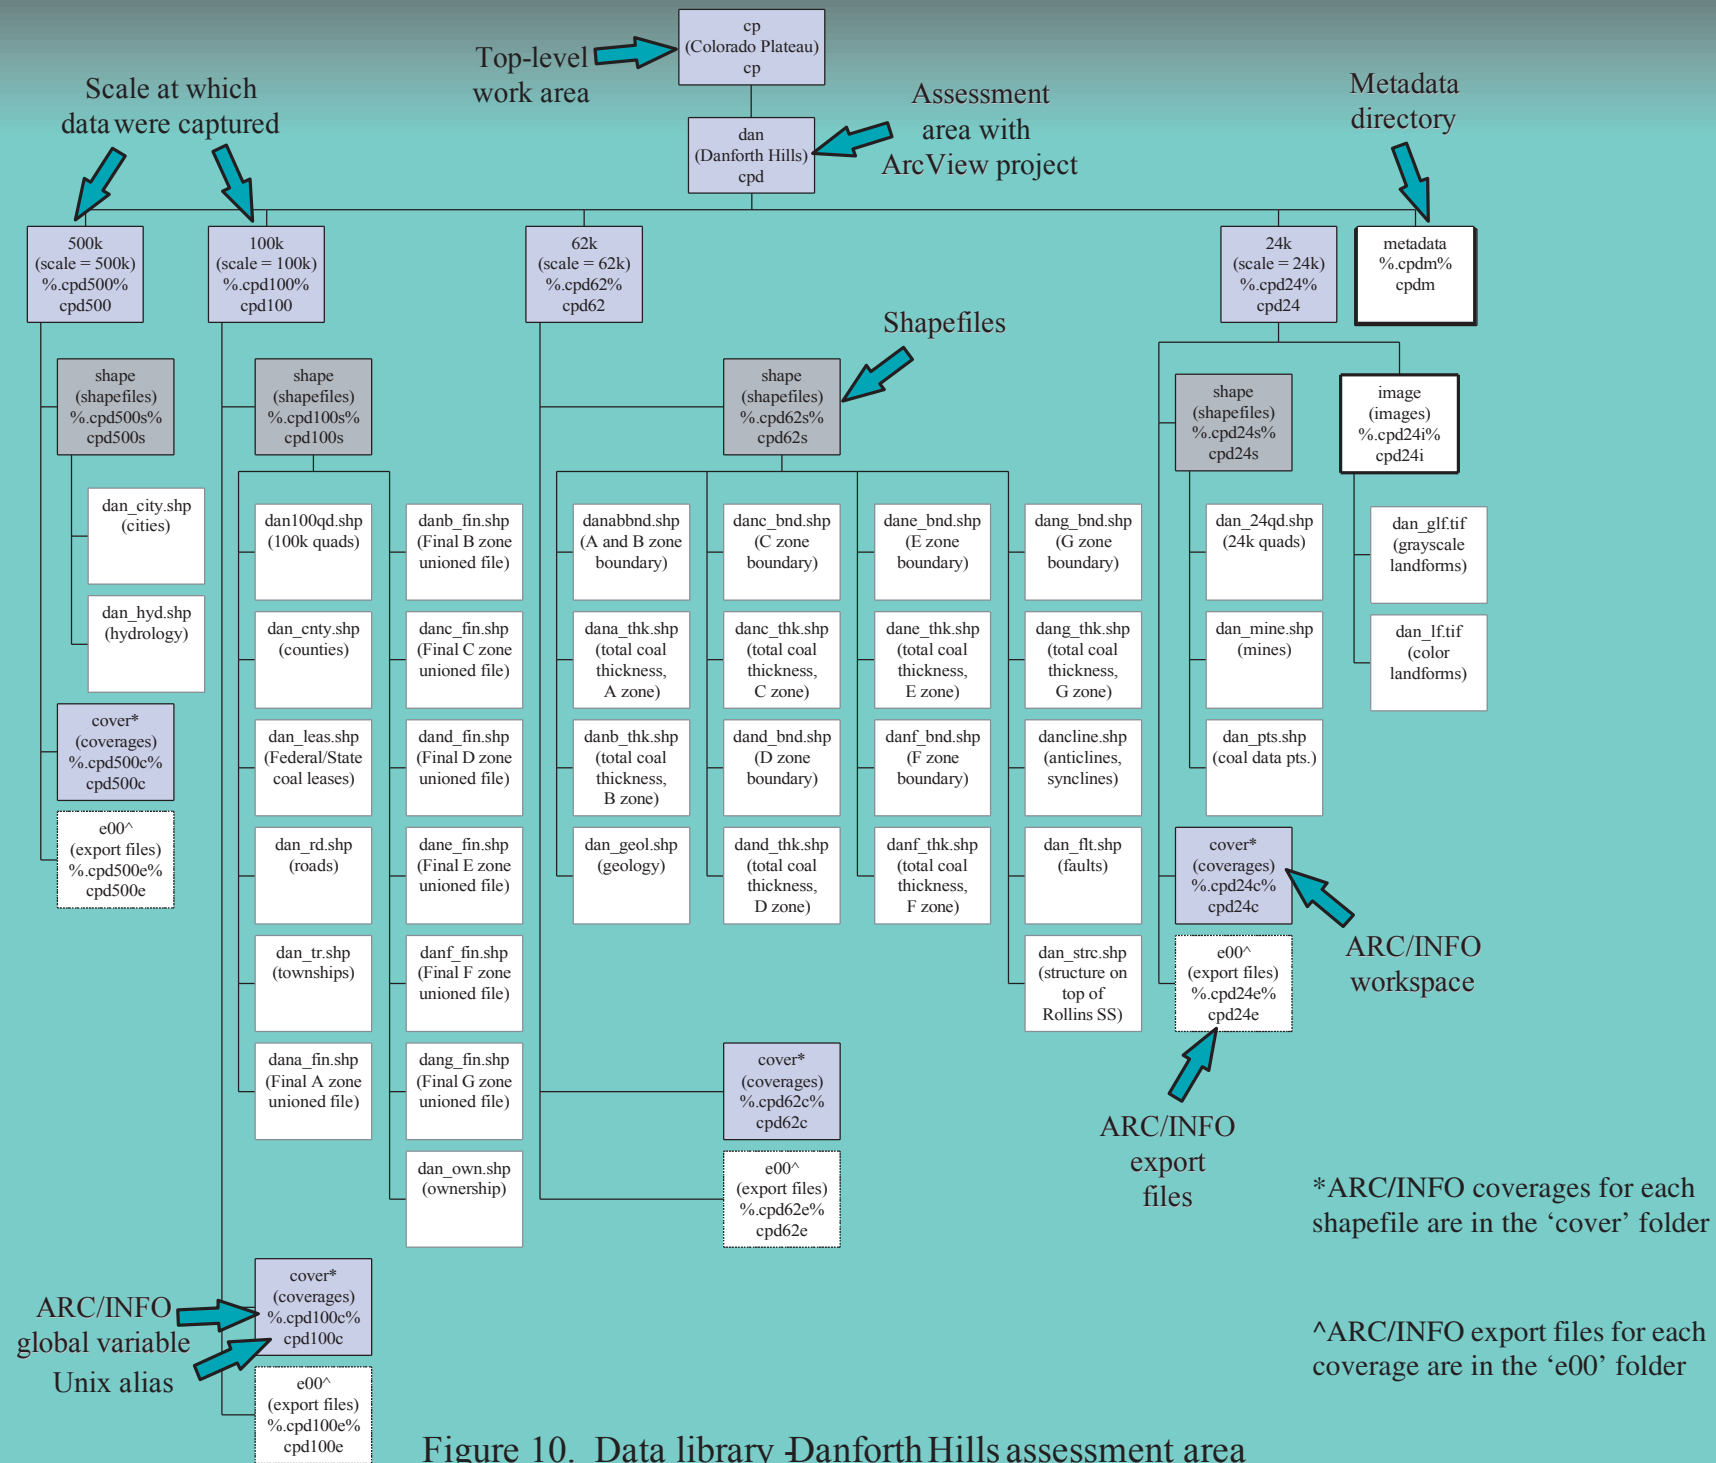 cp
(Colorado Plateau)
cp
Top-level
work area
Scale at which
data were captured
dan
(Danforth Hills)
cpd
Assessment
area with
ArcView project
Metadata
directory
500k
(scale = 500k)
%.cpd500%
cpd500
100k
(scale = 100k)
%.cpd100%
cpd100
62k
(scale = 62k)
%.cpd62%
cpd62
24k
(scale = 24k)
%.cpd24%
cpd24
metadata
%.cpdm%
cpdm
Shapefiles
shape
(shapefiles)
%.cpd500s%
cpd500s
shape
(shapefiles)
%.cpd100s%
cpd100s
shape
(shapefiles)
%.cpd62s%
cpd62s
shape
(shapefiles)
%.cpd24s%
cpd24s
image
(images)
%.cpd24i%
cpd24i
dan_city.shp
(cities)
dan_hyd.shp
(hydrology)
cover*
(coverages)
%.cpd500c%
cpd500c
e00^
(export files)
%.cpd500e%
cpd500e
dan100qd.shp
(100k quads)
dan_cnty.shp
(counties)
dan_leas.shp
(Federal/State
coal leases)
dan_rd.shp
(roads)
dan_tr.shp
(townships)
dana_fin.shp
(Final A zone
unioned file)
danb_fin.shp
(Final B zone
unioned file)
danc_fin.shp
(Final C zone
unioned file)
dand_fin.shp
(Final D zone
unioned file)
dane_fin.shp
(Final E zone
unioned file)
danf_fin.shp
(Final F zone
unioned file)
dang_fin.shp
(Final G zone
unioned file)
dan_own.shp
(ownership)
cover*
(coverages)
%.cpd100c%
cpd100c
e00^
(export files)
%.cpd100e%
cpd100e
ARC/INFO
global variable
Unix alias
danabbnd.shp
(A and B zone
boundary)
dana_thk.shp
(total coal
thickness,
A zone)
danb_thk.shp
(total coal
thickness,
B zone)
dan_geol.shp
(geology)
danc_bnd.shp
(C zone
boundary)
danc_thk.shp
(total coal
thickness,
C zone)
dand_bnd.shp
(D zone
boundary)
dand_thk.shp
(total coal
thickness,
D zone)
dane_bnd.shp
(E zone
boundary)
dane_thk.shp
(total coal
thickness,
E zone)
danf_bnd.shp
(F zone
boundary)
danf_thk.shp
(total coal
thickness,
F zone)
dang_bnd.shp
(G zone
boundary)
dang_thk.shp
(total coal
thickness,
G zone)
dancline.shp
(anticlines,
synclines)
dan_flt.shp
(faults)
dan_strc.shp
(structure on
top of
Rollins SS)
cover*
(coverages)
%.cpd62c%
cpd62c
e00^
(export files)
%.cpd62e%
cpd62e
dan_24qd.shp
(24k quads)
dan_mine.shp
(mines)
dan_pts.shp
(coal data pts.)
cover*
(coverages)
%.cpd24c%
cpd24c
e00^
(export files)
%.cpd24e%
cpd24e
dan_glf.tif
(grayscale
landforms)
dan_lf.tif
(color
landforms)
ARC/INFO
workspace
ARC/INFO
export
files
*ARC/INFO coverages for each
shapefile are in the ‘cover’ folder
^ARC/INFO export files for each
coverage are in the ‘e00’ folder
Figure 10. Data library -Danforth Hills assessment area